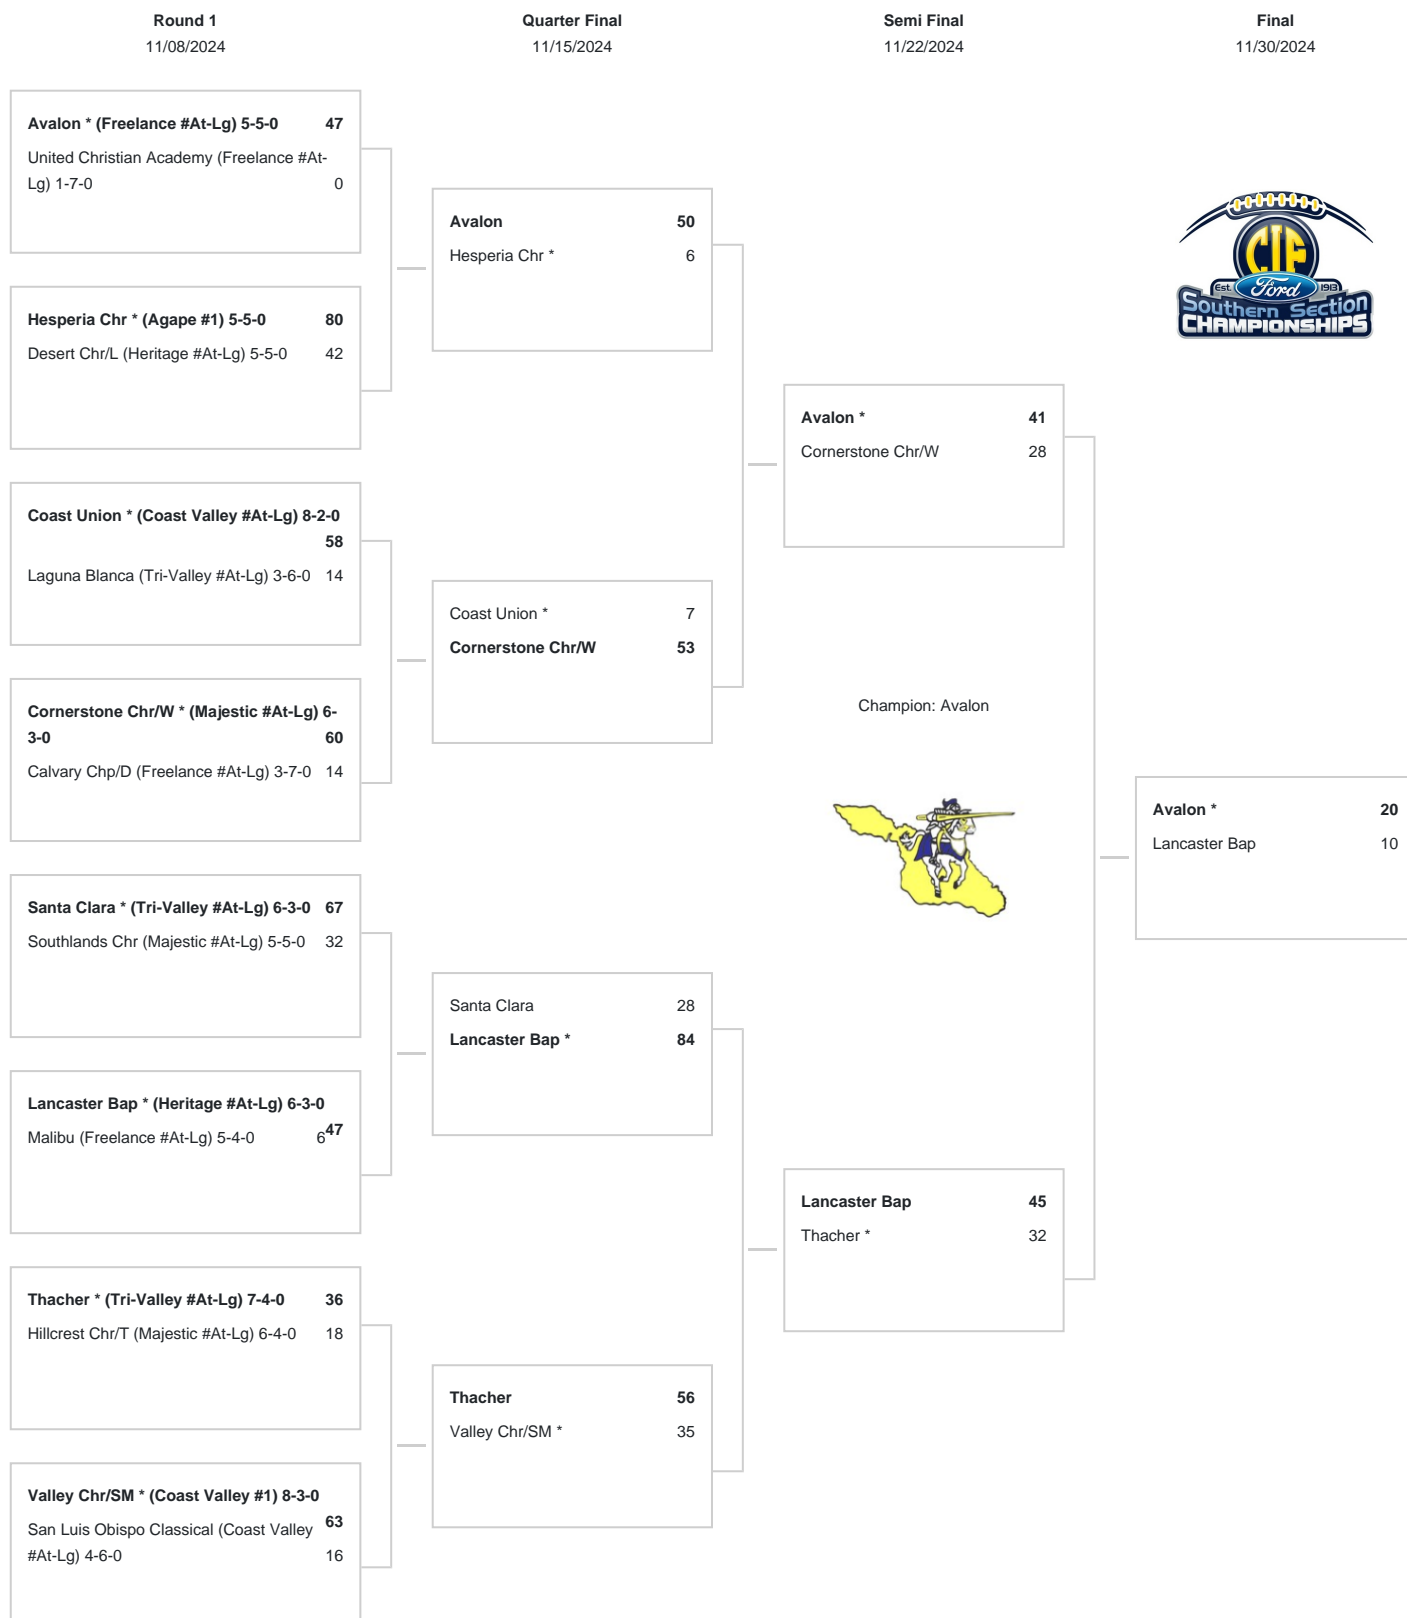 Round 1
11/08/2024
Quarter Final
11/15/2024
Semi Final
11/22/2024
Final
11/30/2024
Avalon * (Freelance #At-Lg) 5-5-0 47
United Christian Academy (Freelance #At-
Lg) 1-7-0 0
Hesperia Chr * (Agape #1) 5-5-0 80
Desert Chr/L (Heritage #At-Lg) 5-5-0 42
Coast Union * (Coast Valley #At-Lg) 8-2-0
58
Laguna Blanca (Tri-Valley #At-Lg) 3-6-0 14
Cornerstone Chr/W * (Majestic #At-Lg) 6-
3-0 60
Calvary Chp/D (Freelance #At-Lg) 3-7-0 14
Santa Clara * (Tri-Valley #At-Lg) 6-3-0 67
Southlands Chr (Majestic #At-Lg) 5-5-0 32
Lancaster Bap * (Heritage #At-Lg) 6-3-0
47
Malibu (Freelance #At-Lg) 5-4-0 6
Thacher * (Tri-Valley #At-Lg) 7-4-0 36
Hillcrest Chr/T (Majestic #At-Lg) 6-4-0 18
Valley Chr/SM * (Coast Valley #1) 8-3-0
63
San Luis Obispo Classical (Coast Valley
#At-Lg) 4-6-0 16
Avalon 50
Hesperia Chr * 6
Coast Union * 7
Cornerstone Chr/W 53
Santa Clara 28
Lancaster Bap * 84
Thacher 56
Valley Chr/SM * 35
Avalon * 41
Cornerstone Chr/W 28
Champion: Avalon
Lancaster Bap 45
Thacher * 32
CIF
Est. Ford 1913
Southern Section
CHAMPIONSHIPS
Avalon * 20
Lancaster Bap 10